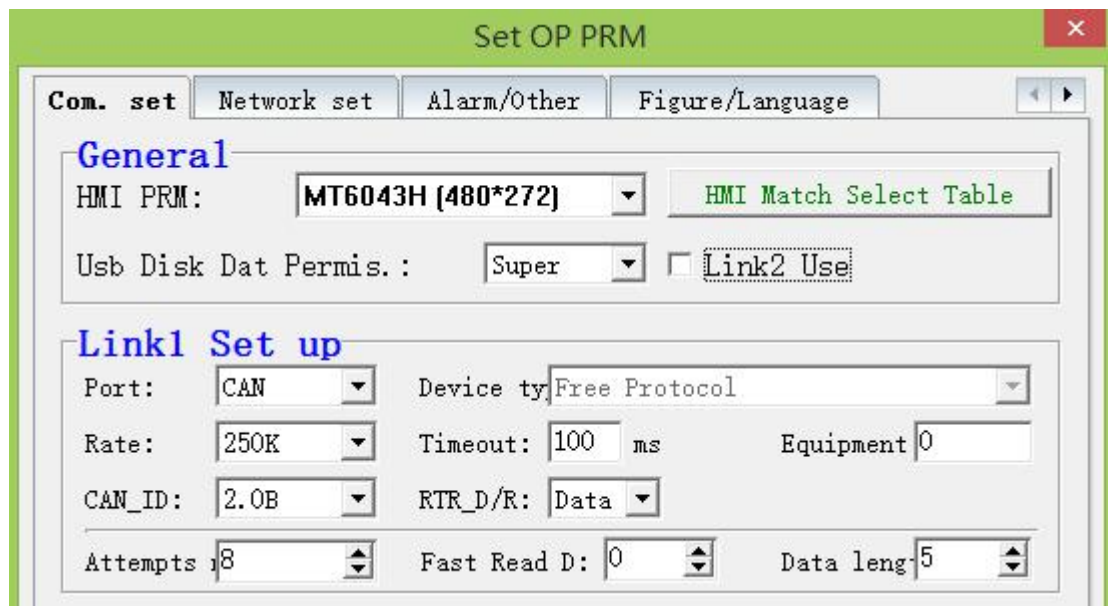 Set OP PRM
Com. set Network set Alarm/Other Figure/Language
General
HMI PRM: MT6043H (480*272) HMI Match Select Table
Usb Disk Dat Permis.: Super Link2 Use
Link1 Set up
Port: CAN Device ty Free Protocol
Rate: 250K Timeout: 100 ms Equipment 0
CAN_ID: 2.0B RTR_D/R: Data
Attempts 8 Fast Read D: 0 Data leng 5